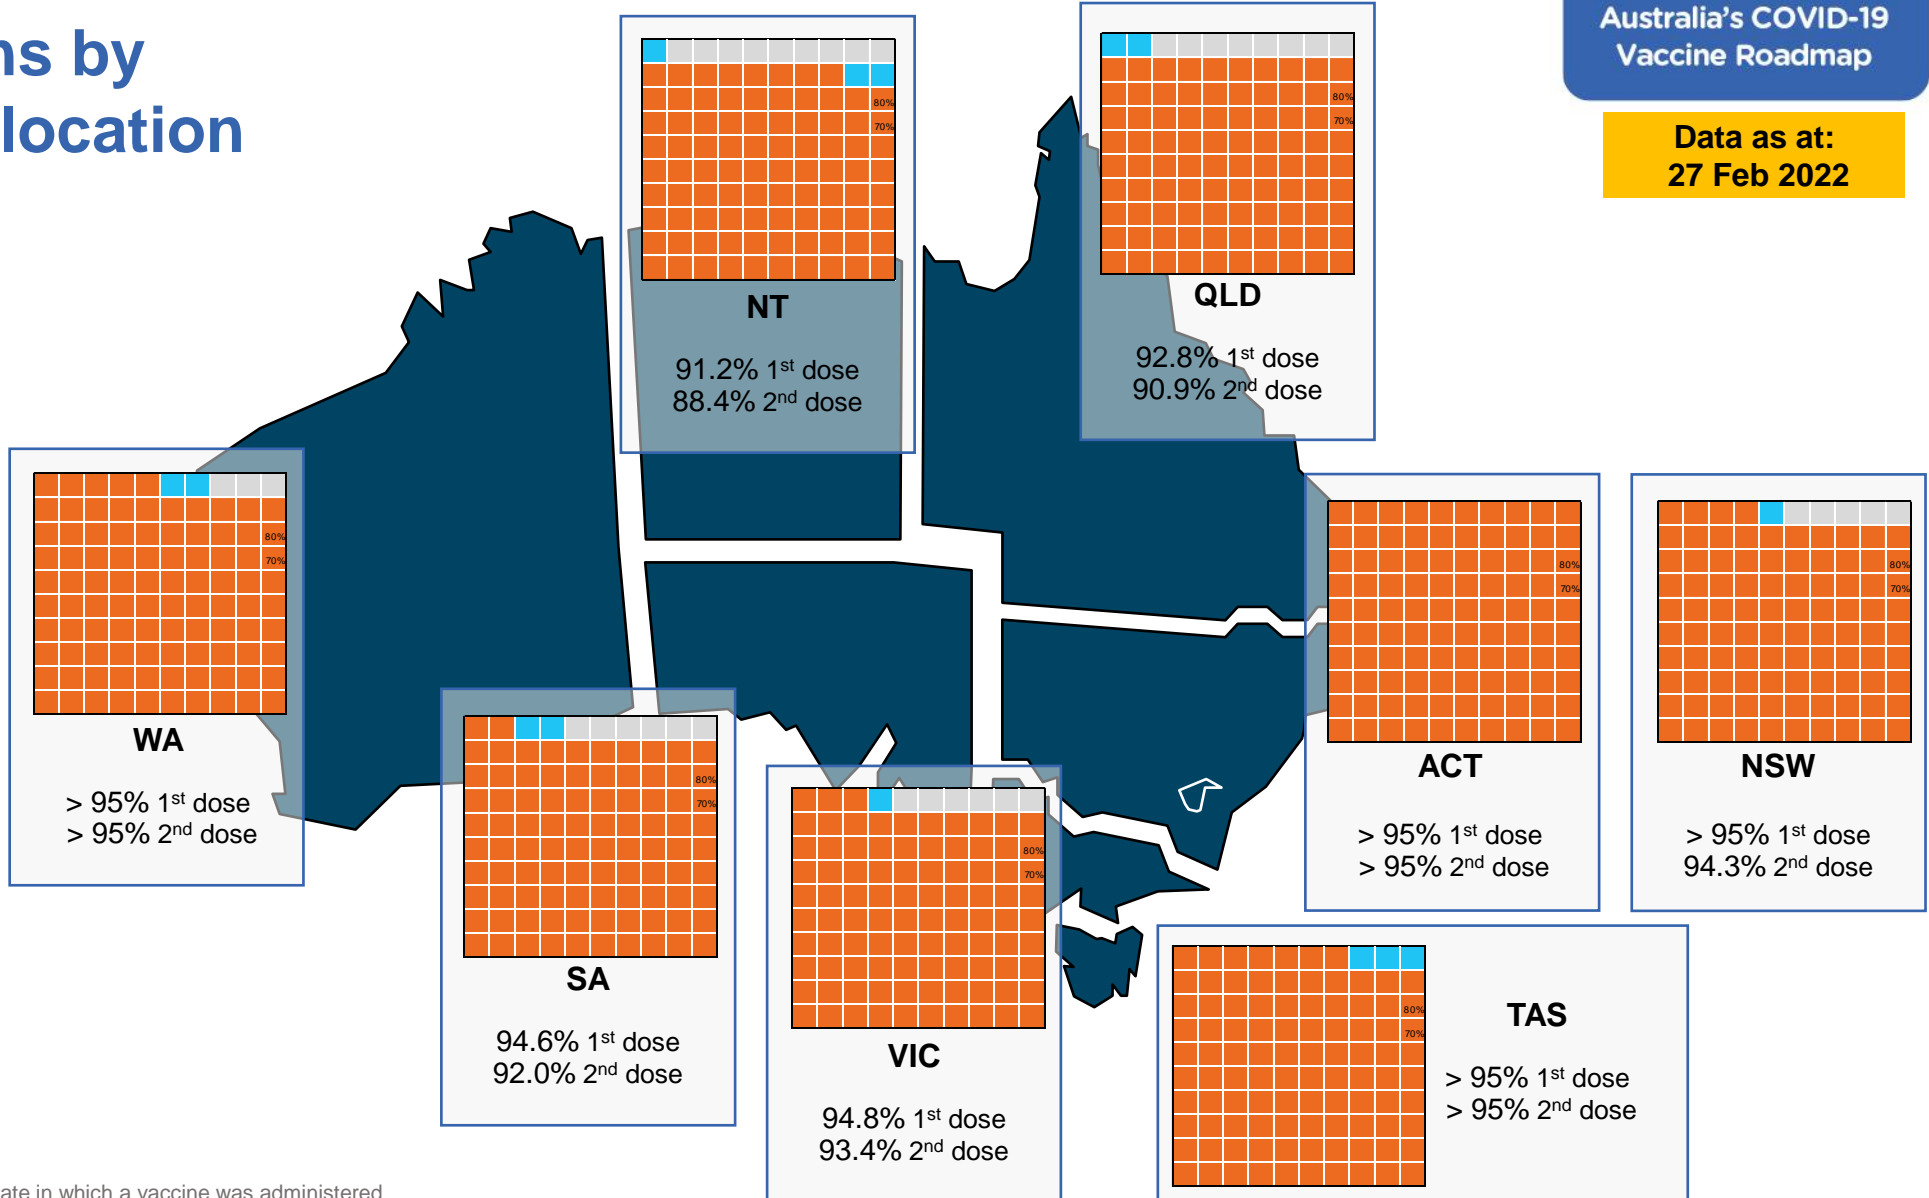 ns by
location
Australia's COVID-19
Vaccine Roadmap
Data as at:
27 Feb 2022
80%
70%
NT
91.2% 1st dose
88.4% 2nd dose
80%
70%
QLD
92.8% 1st dose
90.9% 2nd dose
80%
70%
WA
> 95% 1st dose
> 95% 2nd dose
80%
70%
SA
94.6% 1st dose
92.0% 2nd dose
80%
70%
VIC
94.8% 1st dose
93.4% 2nd dose
80%
70%
ACT
> 95% 1st dose
> 95% 2nd dose
80%
70%
NSW
> 95% 1st dose
94.3% 2nd dose
80%
70%
TAS
> 95% 1st dose
> 95% 2nd dose
ate in which a vaccine was administered